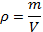 ρ = m/V